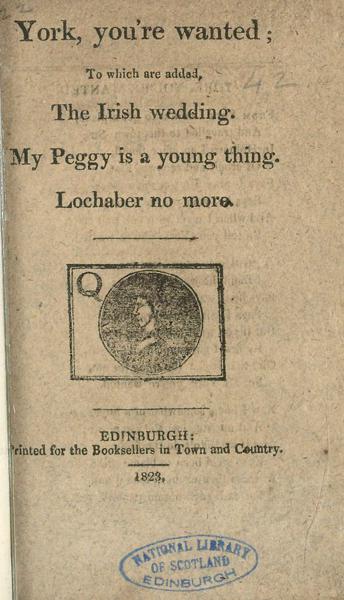 York, you're wanted;
To which are added,
42
The Irish wedding.
My Peggy is a young thing.
Lochaber no more.
Q
EDINBURGH:
Printed for the Booksellers in Town and Country.
1823.
NATIONAL LIBRARY
OF SCOTLAND
EDINBURGH